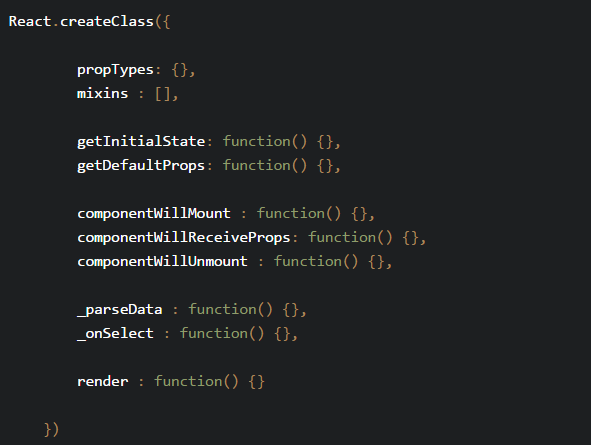 React.createClass({
propTypes: {},
mixins : [],
getInitialState: function() {},
getDefaultProps: function() {},
componentWillMount : function() {},
componentWillReceiveProps: function() {},
componentWillUnmount : function() {},
_parseData : function() {},
_onSelect : function() {},
render : function() {}
})